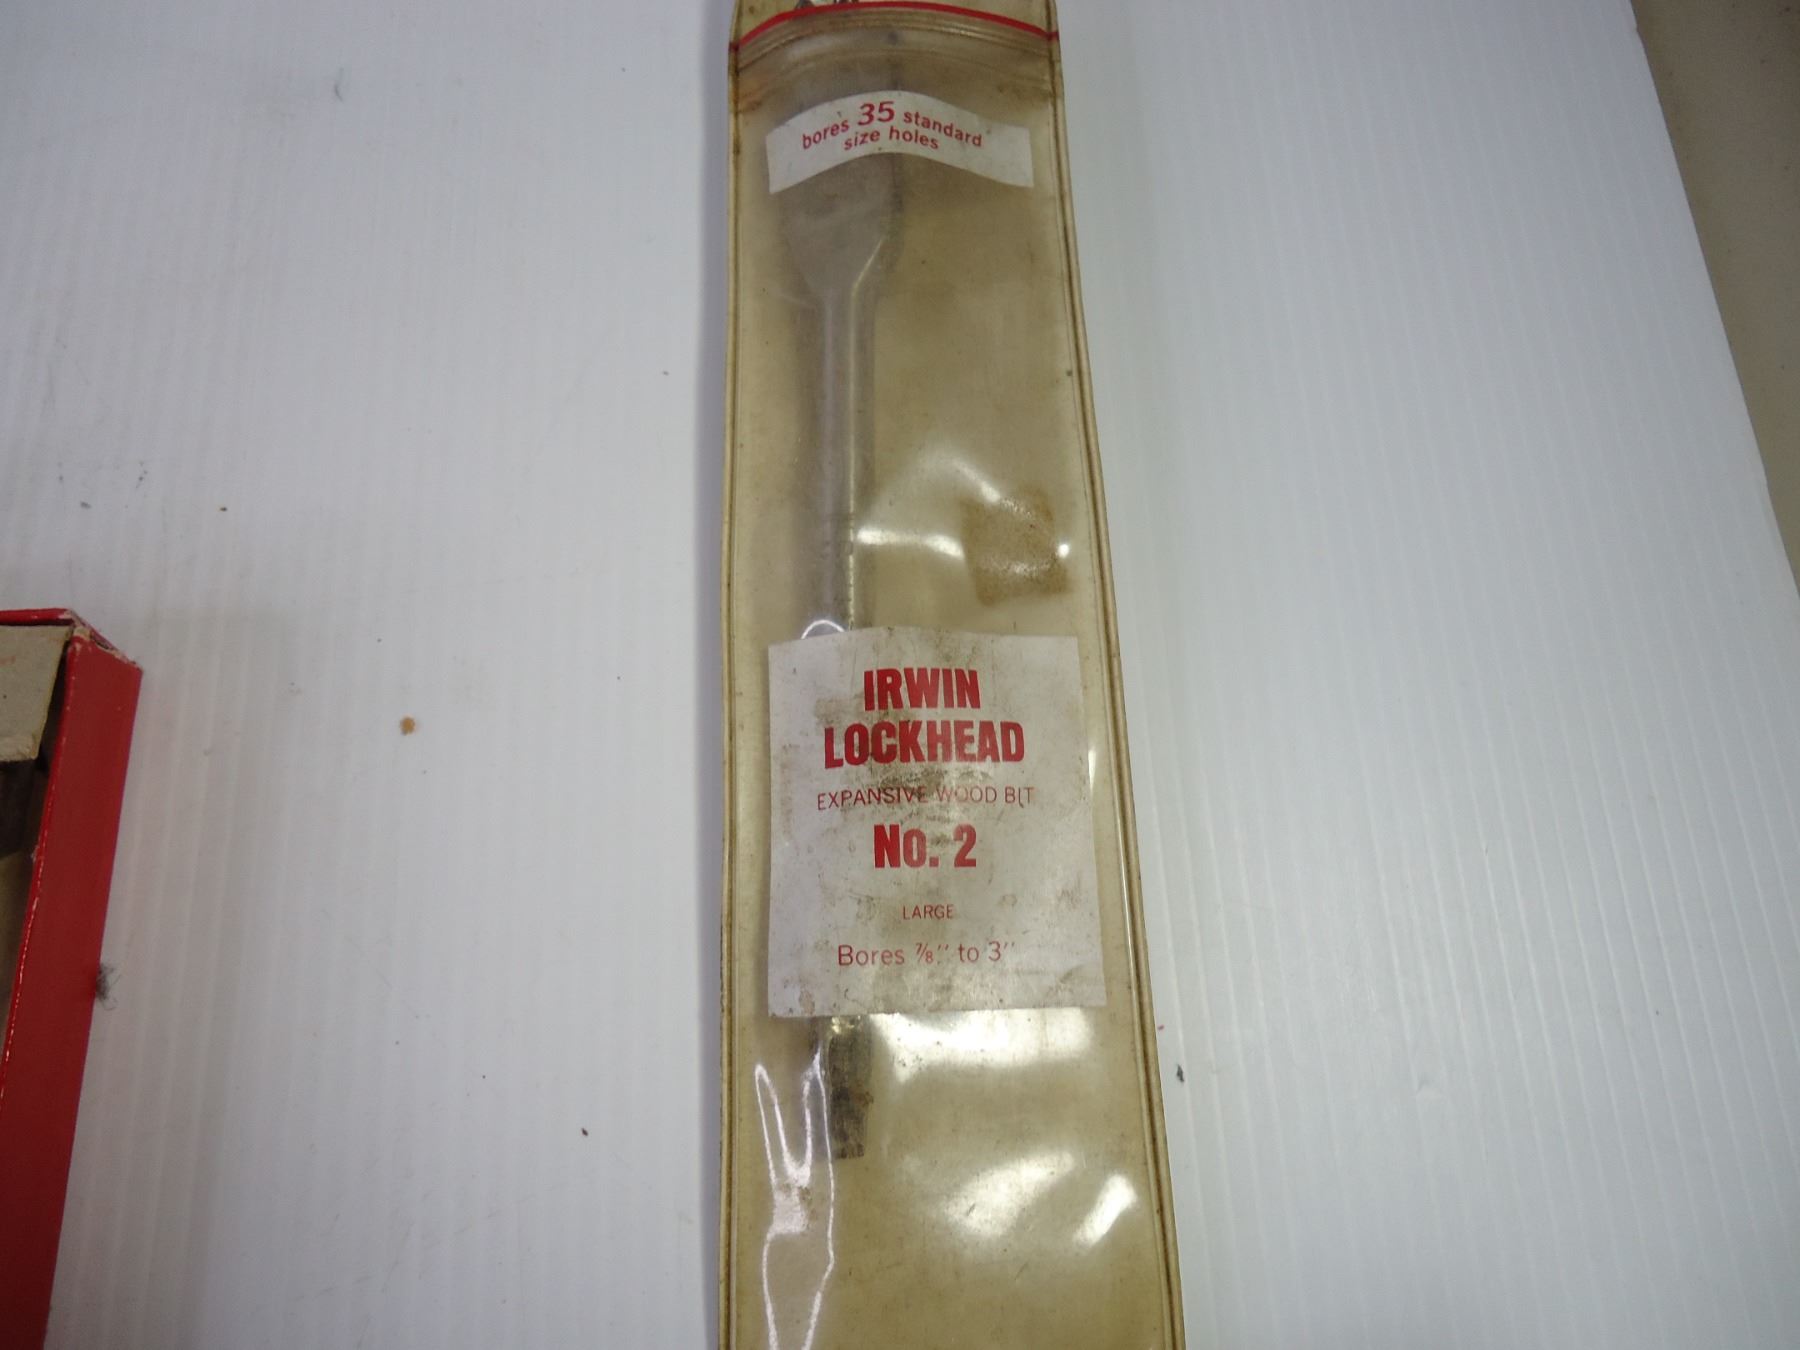 bores 35 standard
size holes
IRWIN
LOCKHEAD
EXPANSIVE WOOD BIT
No. 2
LARGE
Bores ⅞″ to 3″